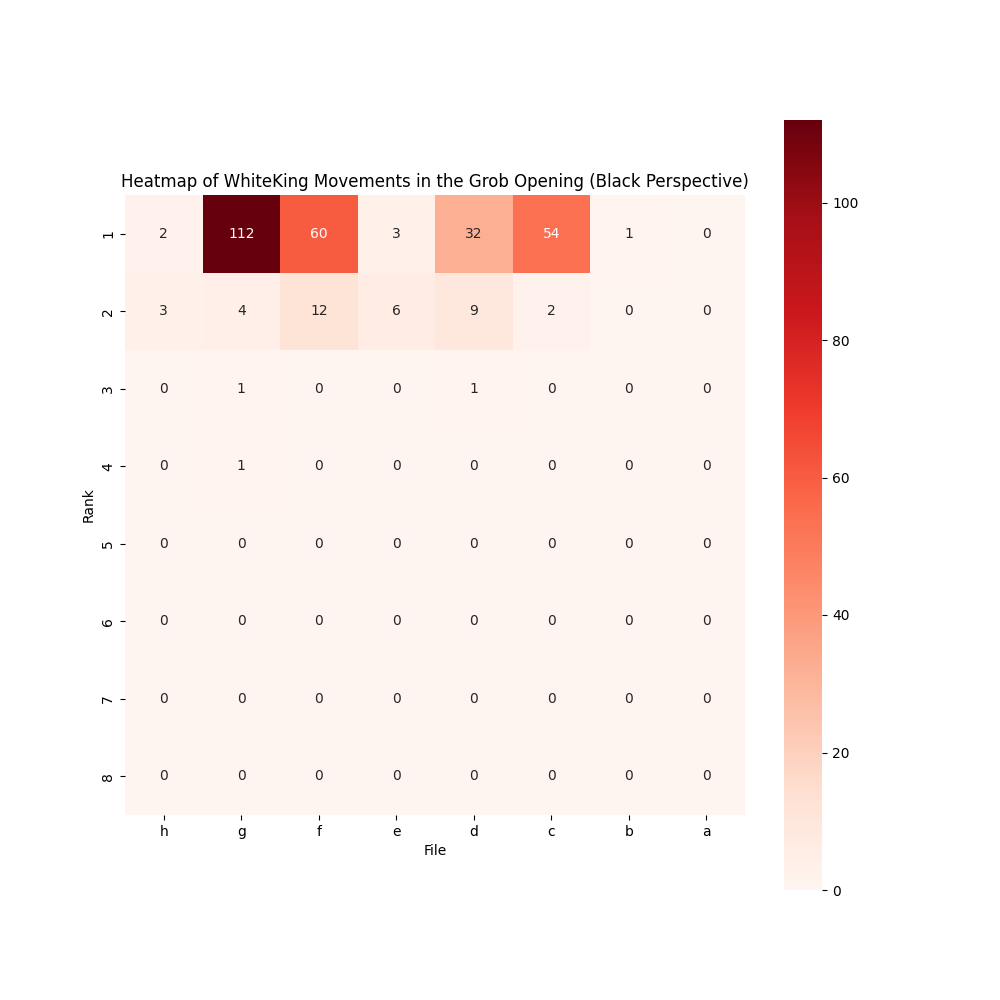 Heatmap of WhiteKing Movements in the Grob Opening (Black Perspective)
1 2 112 60 3 32 54 1 0
2 3 4 12 6 9 2 0 0
3 0 1 0 0 1 0 0 0
4 0 1 0 0 0 0 0 0
5 0 0 0 0 0 0 0 0
6 0 0 0 0 0 0 0 0
7 0 0 0 0 0 0 0 0
8 0 0 0 0 0 0 0 0
Rank
h g f e d c b a
File
100
80
60
40
20
0